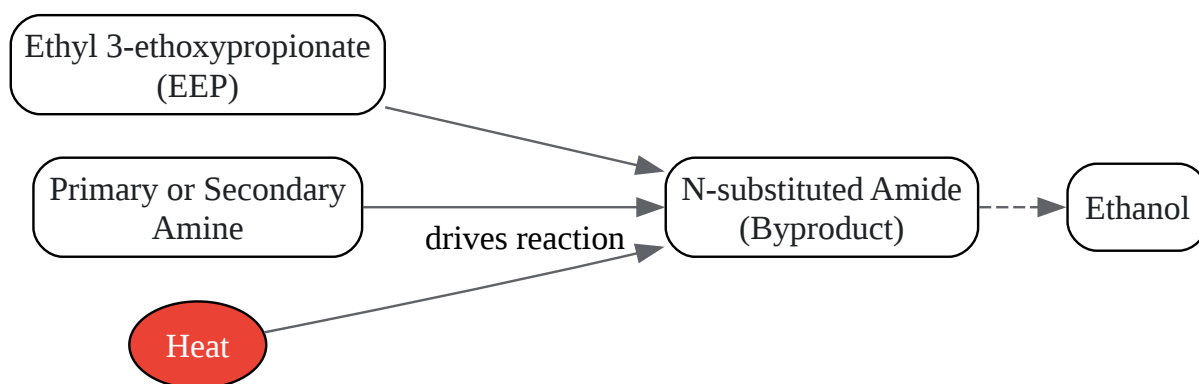 Ethyl 3-ethoxypropionate
(EEP)
Primary or Secondary
Amine
drives reaction
Heat
N-substituted Amide
(Byproduct)
Ethanol